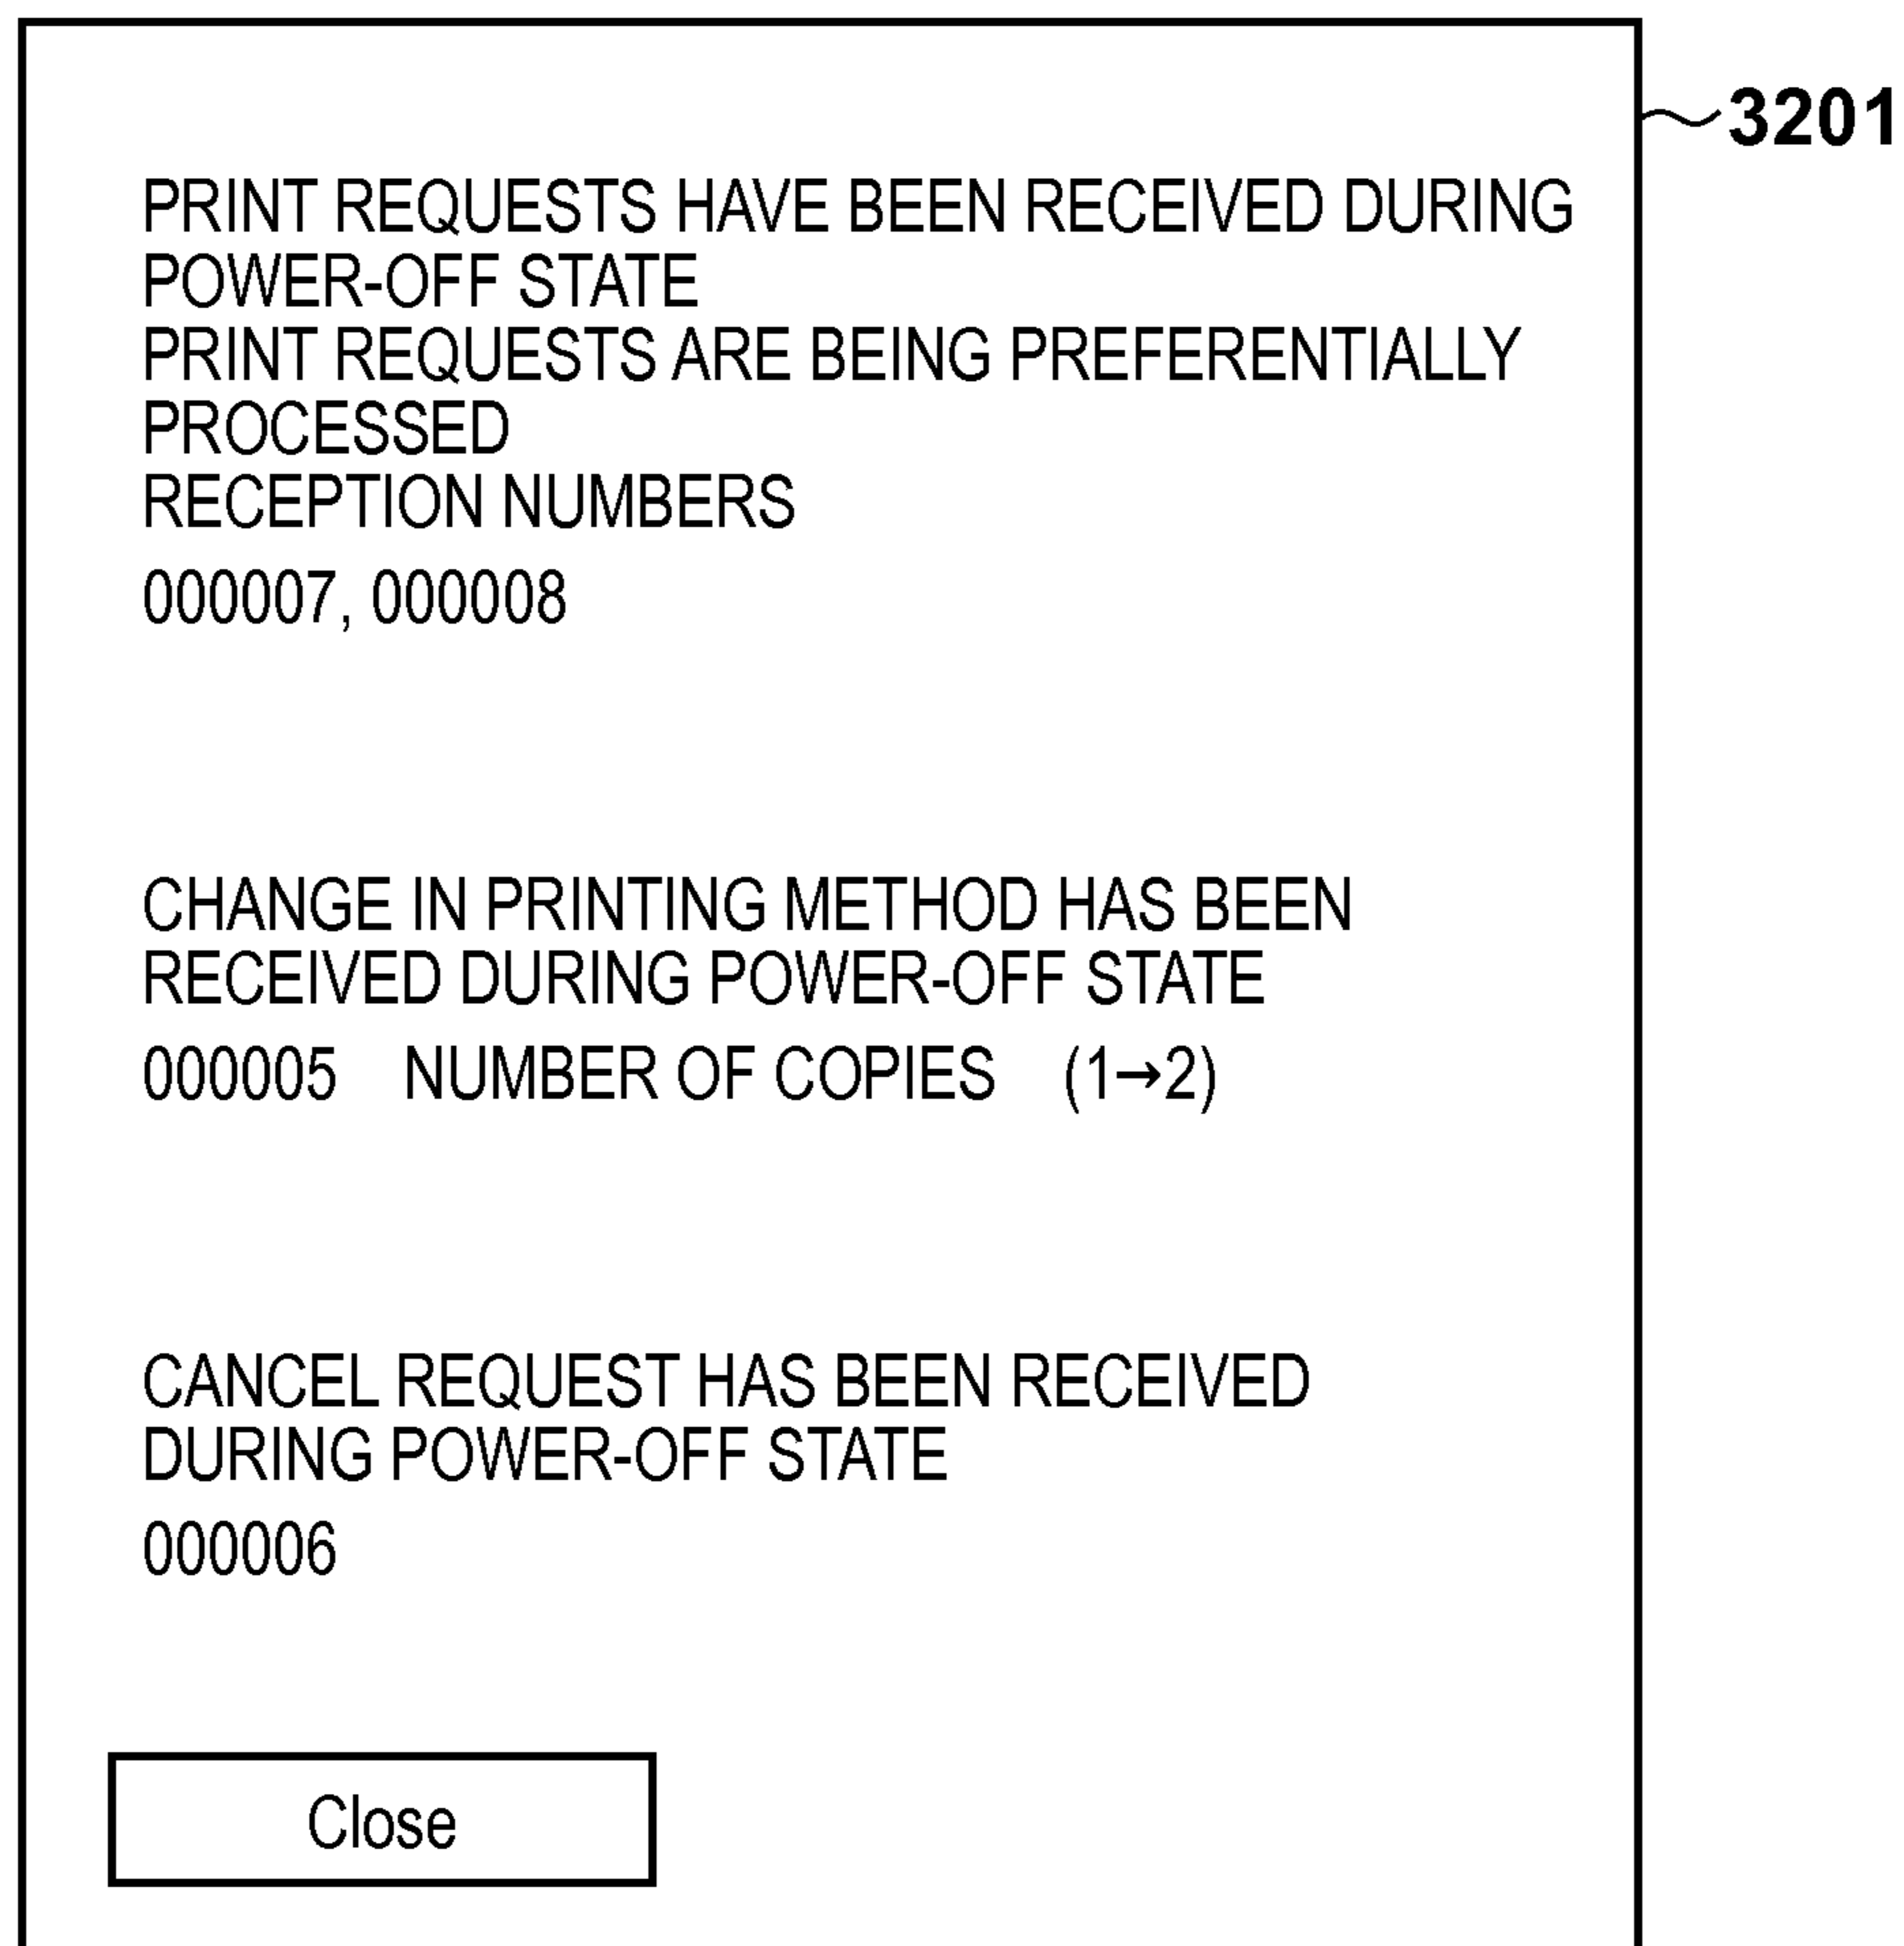 3201
PRINT REQUESTS HAVE BEEN RECEIVED DURING
POWER-OFF STATE
PRINT REQUESTS ARE BEING PREFERENTIALLY
PROCESSED
RECEPTION NUMBERS
000007, 000008
CHANGE IN PRINTING METHOD HAS BEEN
RECEIVED DURING POWER-OFF STATE
000005 NUMBER OF COPIES (1→2)
CANCEL REQUEST HAS BEEN RECEIVED
DURING POWER-OFF STATE
000006
Close